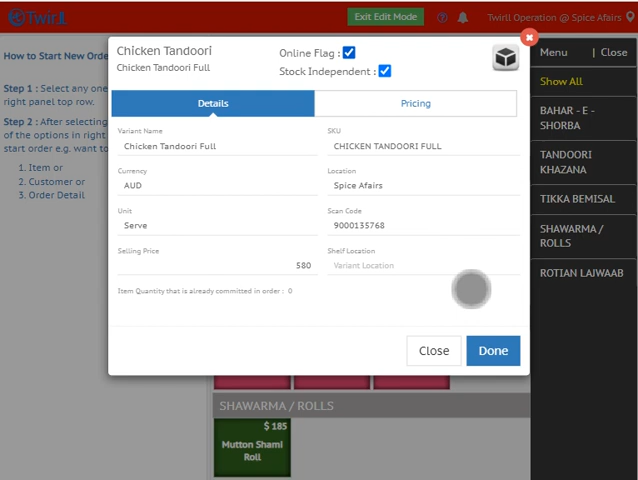 Twirll
Exit Edit Mode
Twirll Operation @ Spice Afairs
How to Start New Orde
Step 1 : Select any one
right panel top row.
Step 2 : After selecting
of the options in right
start order e.g. want to
1. Item or
2. Customer or
3. Order Detail
Chicken Tandoori
Chicken Tandoori Full
Online Flag :
Stock Independent :
Details
Pricing
Variant Name
Chicken Tandoori Full
SKU
CHICKEN TANDOORI FULL
Currency
AUD
Location
Spice Afairs
Unit
Serve
Scan Code
9000135768
Selling Price
580
Shelf Location
Variant Location
Item Quantity that is already committed in order : 0
Close
Done
Menu | Close
Show All
BAHAR - E -
SHORBA
TANDOORI
KHAZANA
TIKKA BEMISAL
SHAWARMA /
ROLLS
ROTIAN LAJWAAB
SHAWARMA / ROLLS
$ 185
Mutton Shami
Roll